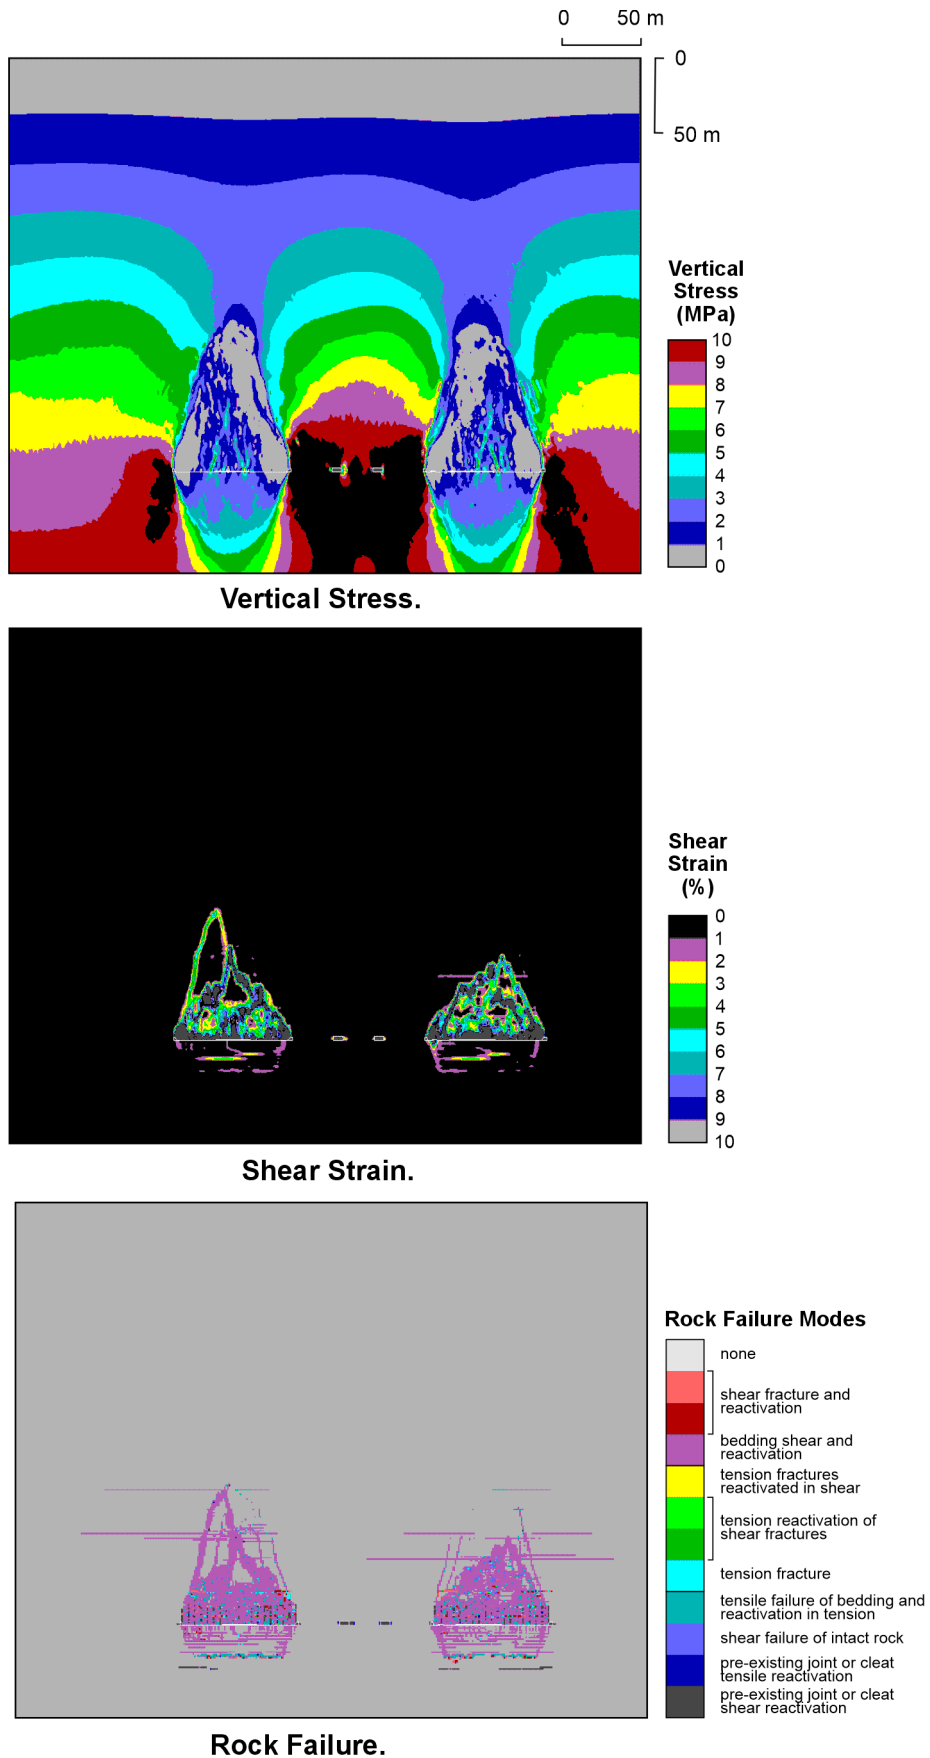 0 50 m
0
50 m
Vertical
Stress
(MPa)
10
9
8
7
6
5
4
3
2
1
0
Vertical Stress.
Shear
Strain
(%)
0
1
2
3
4
5
6
7
8
9
10
Shear Strain.
Rock Failure Modes
none
shear fracture and
reactivation
bedding shear and
reactivation
tension fractures
reactivated in shear
tension reactivation of
shear fractures
tension fracture
tensile failure of bedding and
reactivation in tension
shear failure of intact rock
pre-existing joint or cleat
tensile reactivation
pre-existing joint or cleat
shear reactivation
Rock Failure.